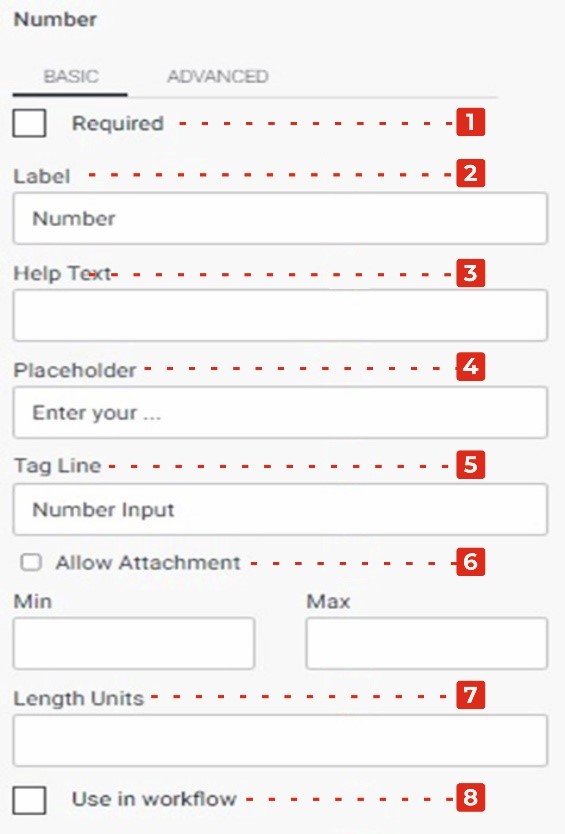 Number
BASIC ADVANCED
Required 1
Label 2
Number
Help Text 3
Placeholder 4
Enter your ...
Tag Line 5
Number Input
Allow Attachment 6
Min Max
Length Units 7
Use in workflow 8